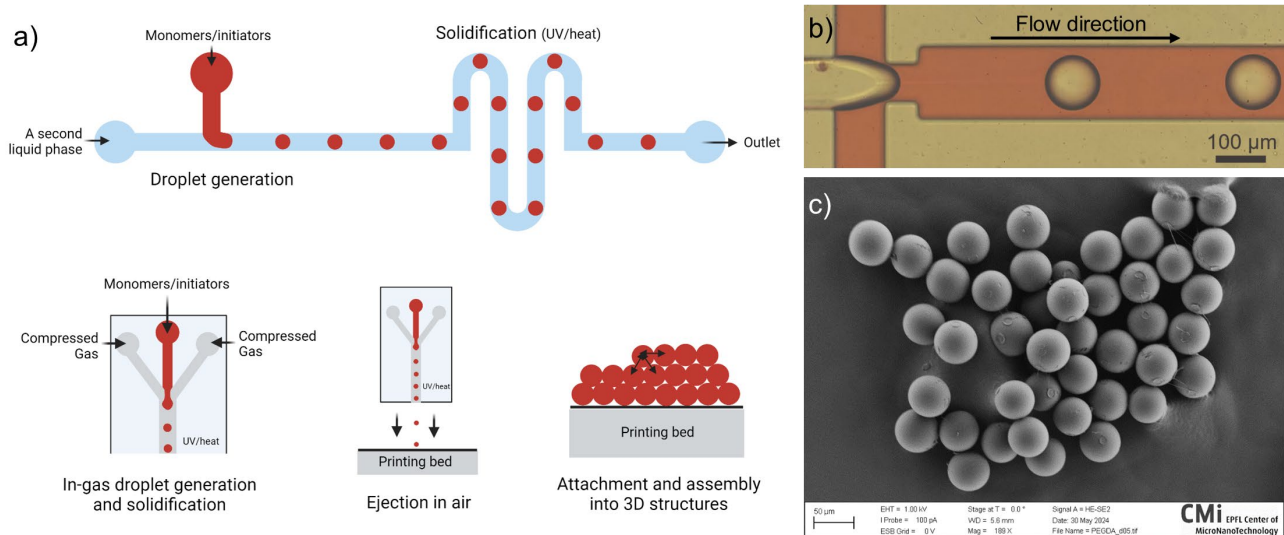 a)
Monomers/initiators
Solidification (UV/heat)
A second
liquid phase
Outlet
Droplet generation
Monomers/initiators
Compressed
Gas
Compressed
Gas
UV/heat
In-gas droplet generation
and solidification
UV/heat
Printing bed
Ejection in air
Printing bed
Attachment and assembly
into 3D structures
b)
Flow direction
100 µm
c)
50 µm
EHT = 1.00 kV
I Probe = 100 pA
ESB Grid = 0 V
Stage at T = 0.0°
WD = 5.6 mm
Mag = 189 X
Signal A = HE-SE2
Date: 30 May 2024
File Name = PEGDA_d05.tif
CMi EPFL Center of
MicroNanoTechnology